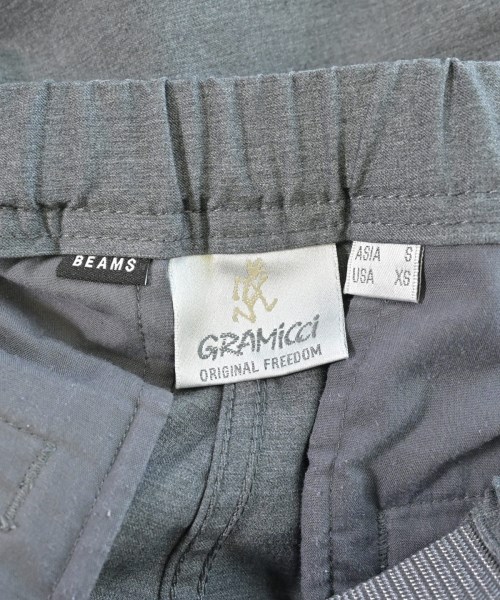 BEAMS
GRAMiCCi
ORIGINAL FREEDOM
ASIA S
USA XS